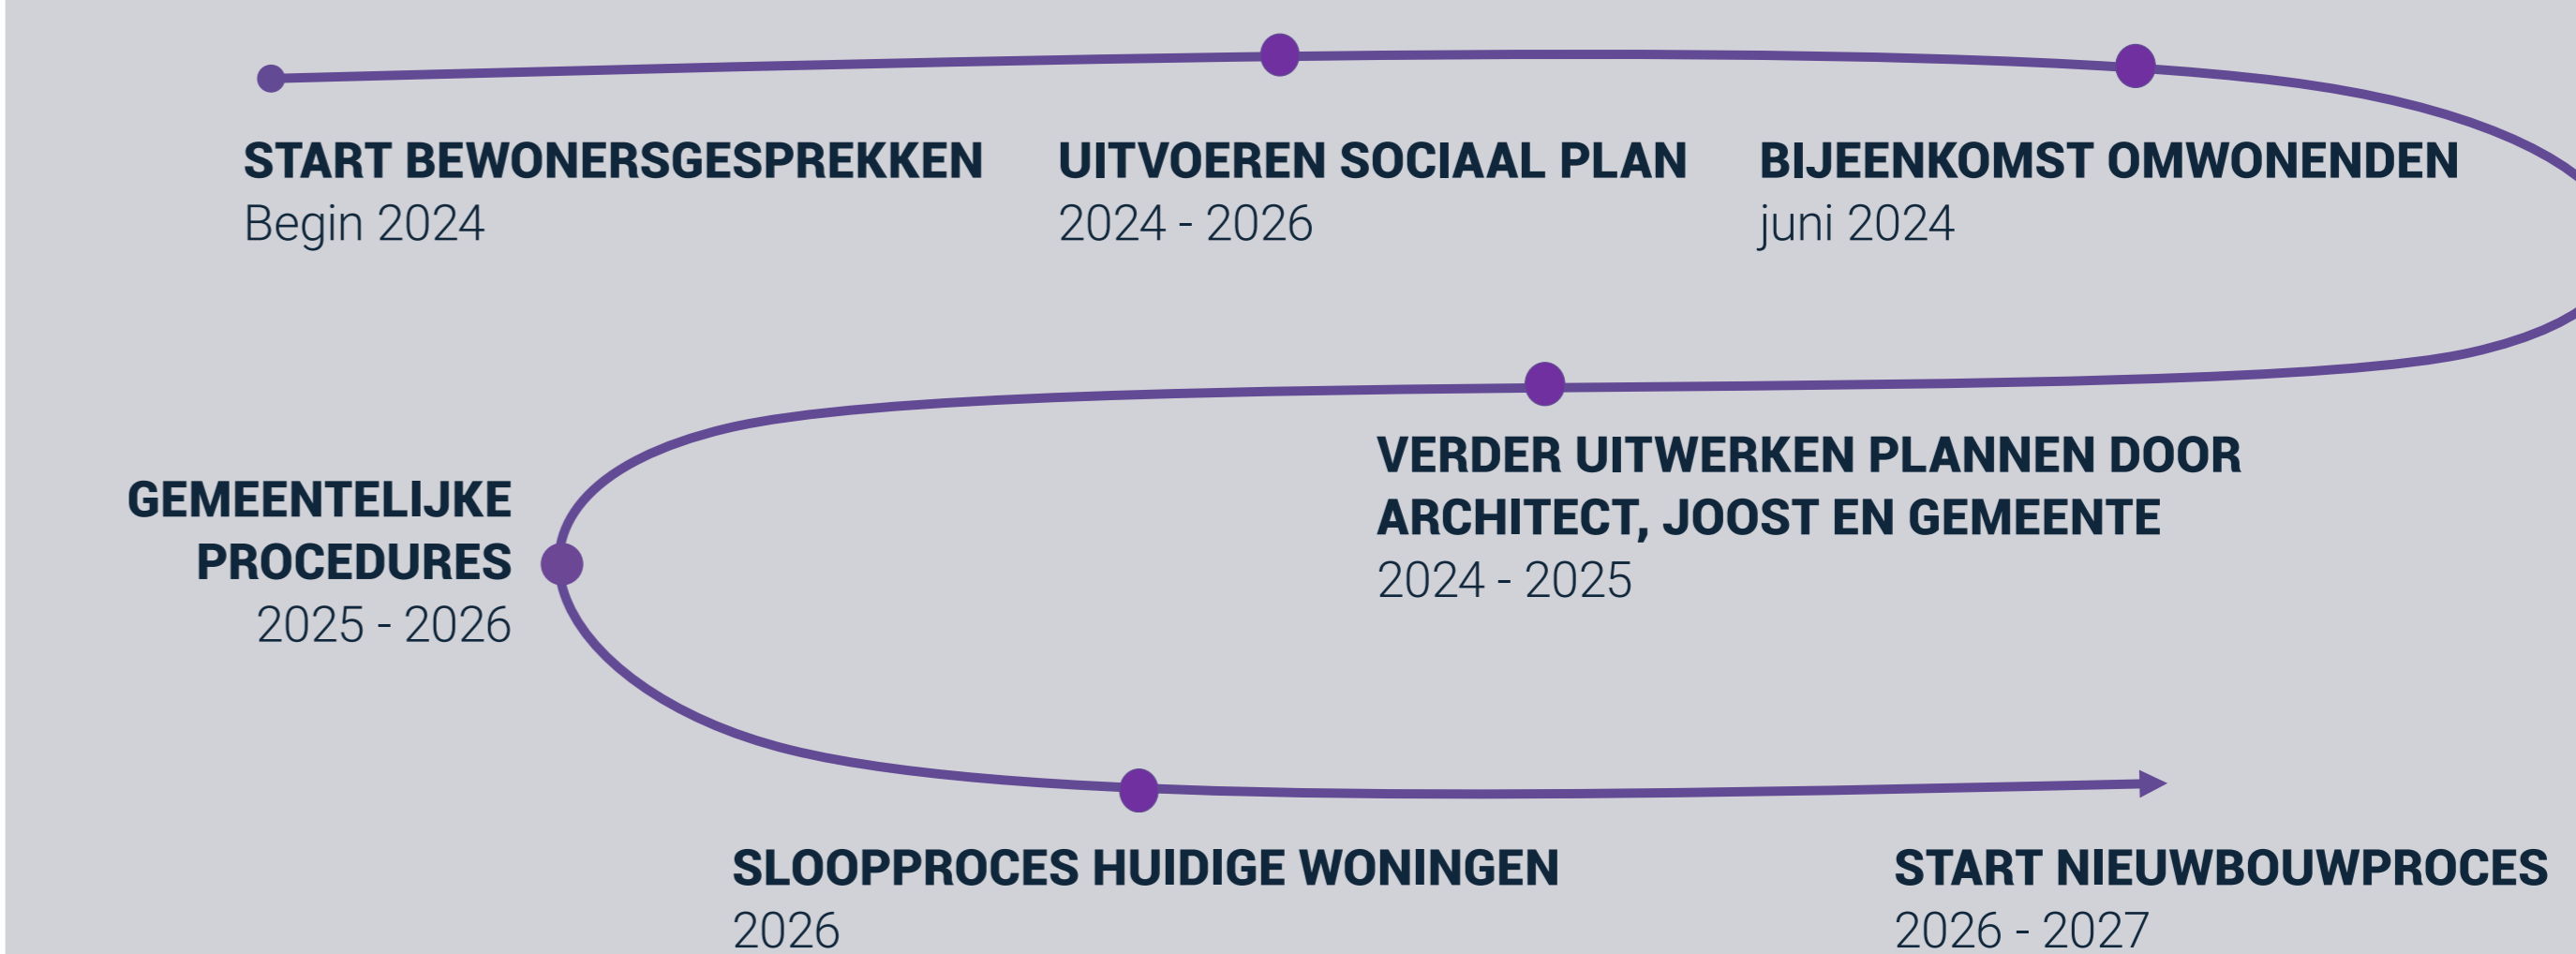 START BEWONERSGESPREKKEN
Begin 2024
UITVOEREN SOCIAAL PLAN
2024 - 2026
BIJEENKOMST OMWONENDEN
juni 2024
VERDER UITWERKEN PLANNEN DOOR
ARCHITECT, JOOST EN GEMEENTE
2024 - 2025
GEMEENTELIJKE
PROCEDURES
2025 - 2026
SLOOPPROCES HUIDIGE WONINGEN
2026
START NIEUWBOUWPROCES
2026 - 2027